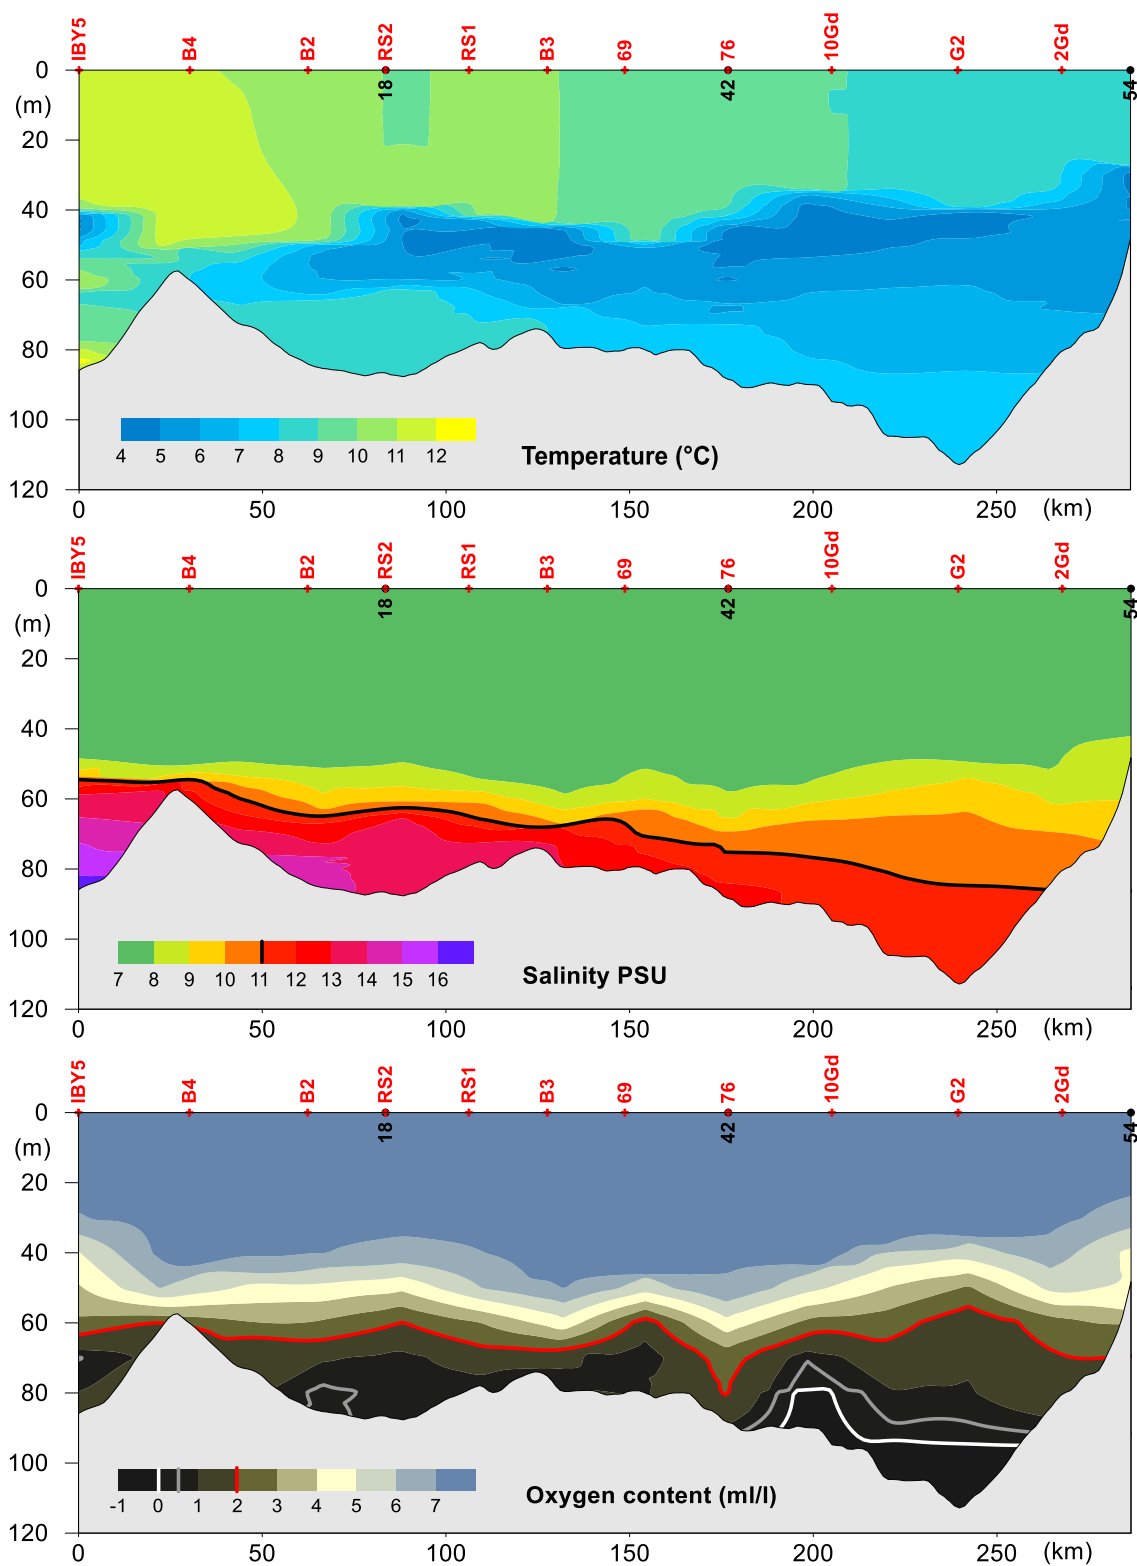 IBY5 B4 B2 RS2 RS1 B3 69 76 10Gd G2 2Gd
0 18 42 54
(m)
20
40
60
80
100
4 5 6 7 8 9 10 11 12 Temperature (°C)
120
0 50 100 150 200 250 (km)
IBY5 B4 B2 RS2 RS1 B3 69 76 10Gd G2 2Gd
0 18 42 54
(m)
20
40
60
80
100
7 8 9 10 11 12 13 14 15 16 Salinity PSU
120
0 50 100 150 200 250 (km)
IBY5 B4 B2 RS2 RS1 B3 69 76 10Gd G2 2Gd
0 18 42 54
(m)
20
40
60
80
100
-1 0 1 2 3 4 5 6 7 Oxygen content (ml/l)
120
0 50 100 150 200 250 (km)